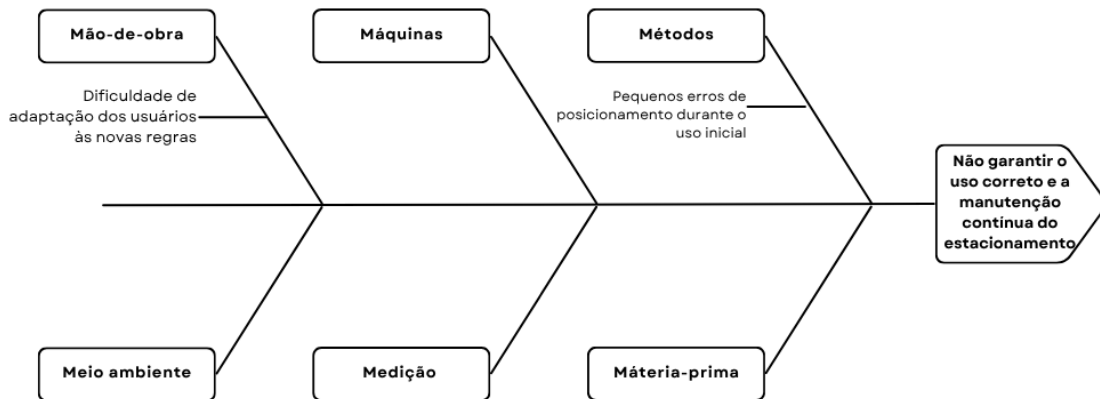 Mão-de-obra
Máquinas
Métodos
Dificuldade de
adaptação dos usuários
às novas regras
Pequenos erros de
posicionamento durante o
uso inicial
Não garantir o
uso correto e a
manutenção
contínua do
estacionamento
Meio ambiente
Medição
Máteria-prima